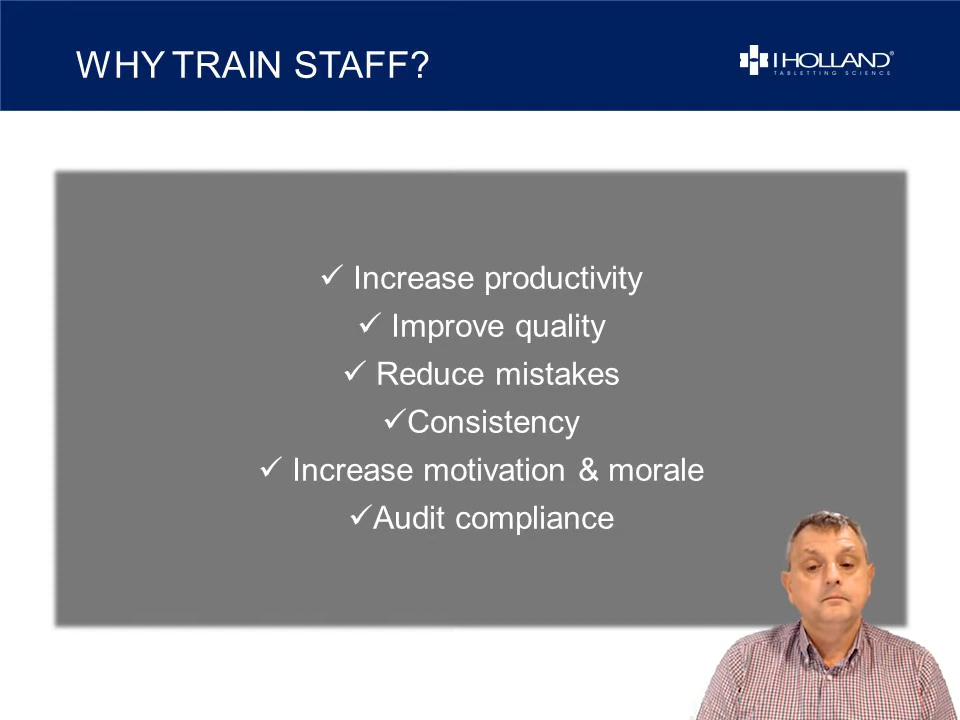 WHY TRAIN STAFF?
I HOLLAND®
TABLETTING SCIENCE
✓ Increase productivity
✓ Improve quality
✓ Reduce mistakes
✓Consistency
✓ Increase motivation & morale
✓Audit compliance